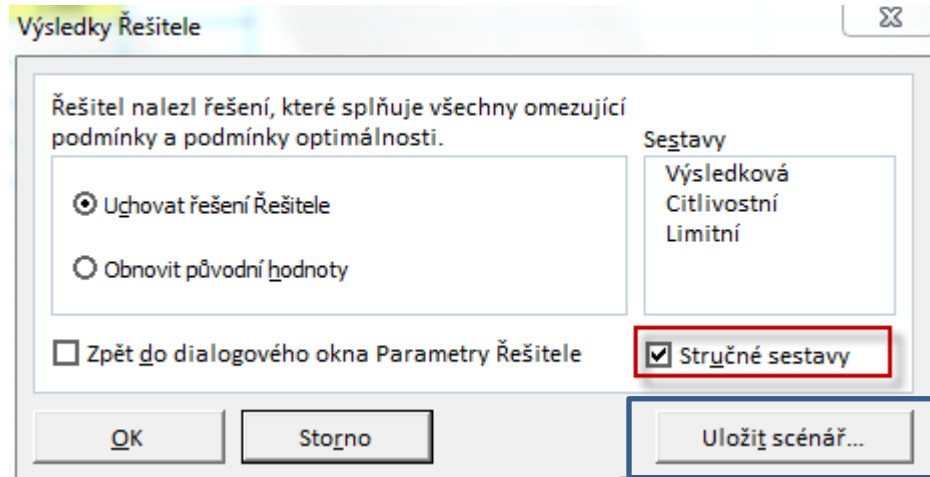 Výsledky Řešitele
Řešitel nalezl řešení, které splňuje všechny omezující
podmínky a podmínky optimálnosti.
Sestavy
Uchovat řešení Řešitele
Obnovit původní hodnoty
Výsledková
Citlivostní
Limitní
Zpět do dialogového okna Parametry Řešitele
Stručné sestavy
OK
Storno
Uložit scénář...